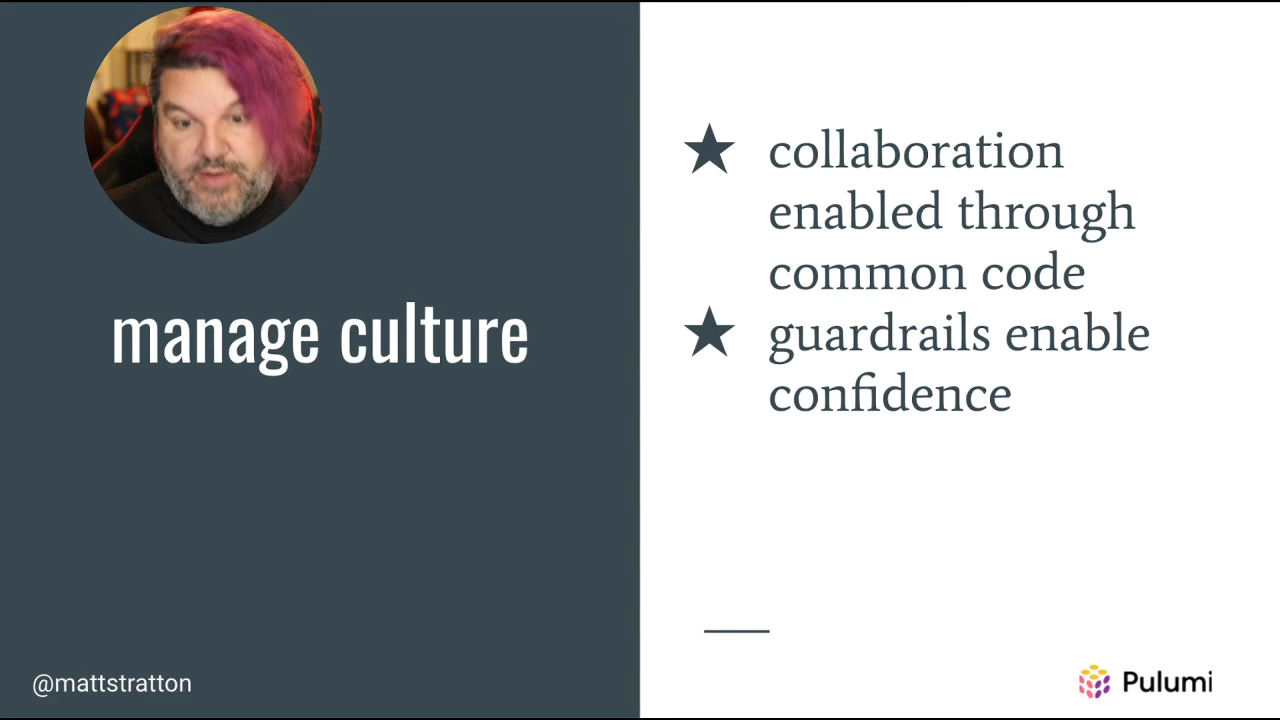 manage culture
collaboration
enabled through
common code
guardrails enable
confidence
@mattstratton
Pulumi